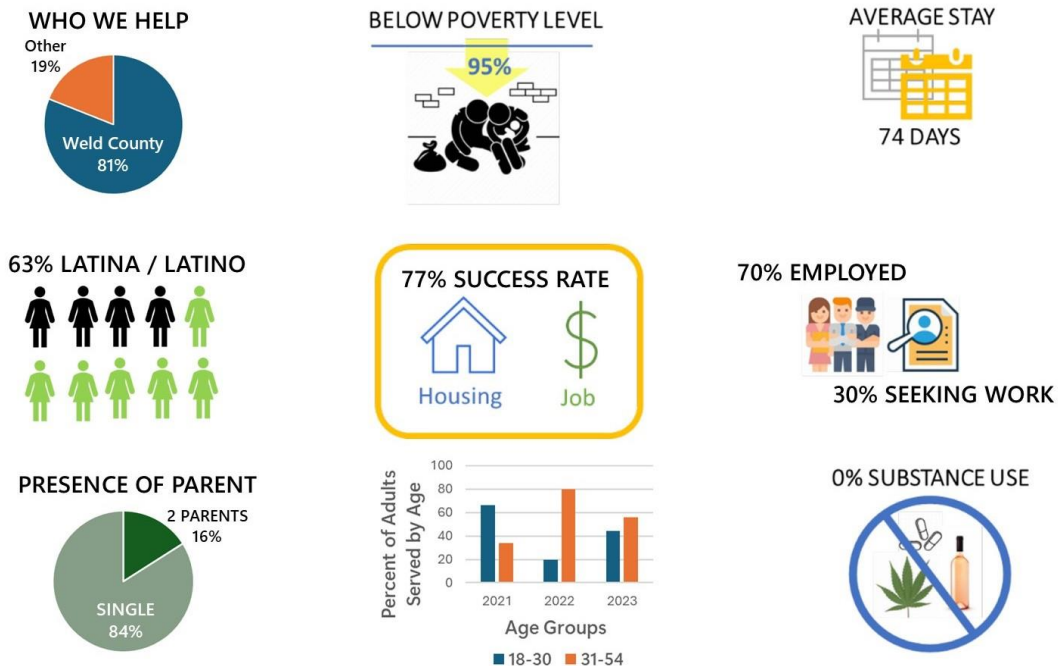 WHO WE HELP
Other
19%
Weld County
81%
BELOW POVERTY LEVEL
95%
AVERAGE STAY
74 DAYS
63% LATINA / LATINO
77% SUCCESS RATE
Housing
Job
70% EMPLOYED
30% SEEKING WORK
PRESENCE OF PARENT
2 PARENTS
16%
SINGLE
84%
Percent of Adults
Served by Age
100
80
60
40
20
0
2021 2022 2023
Age Groups
18-30 31-54
0% SUBSTANCE USE